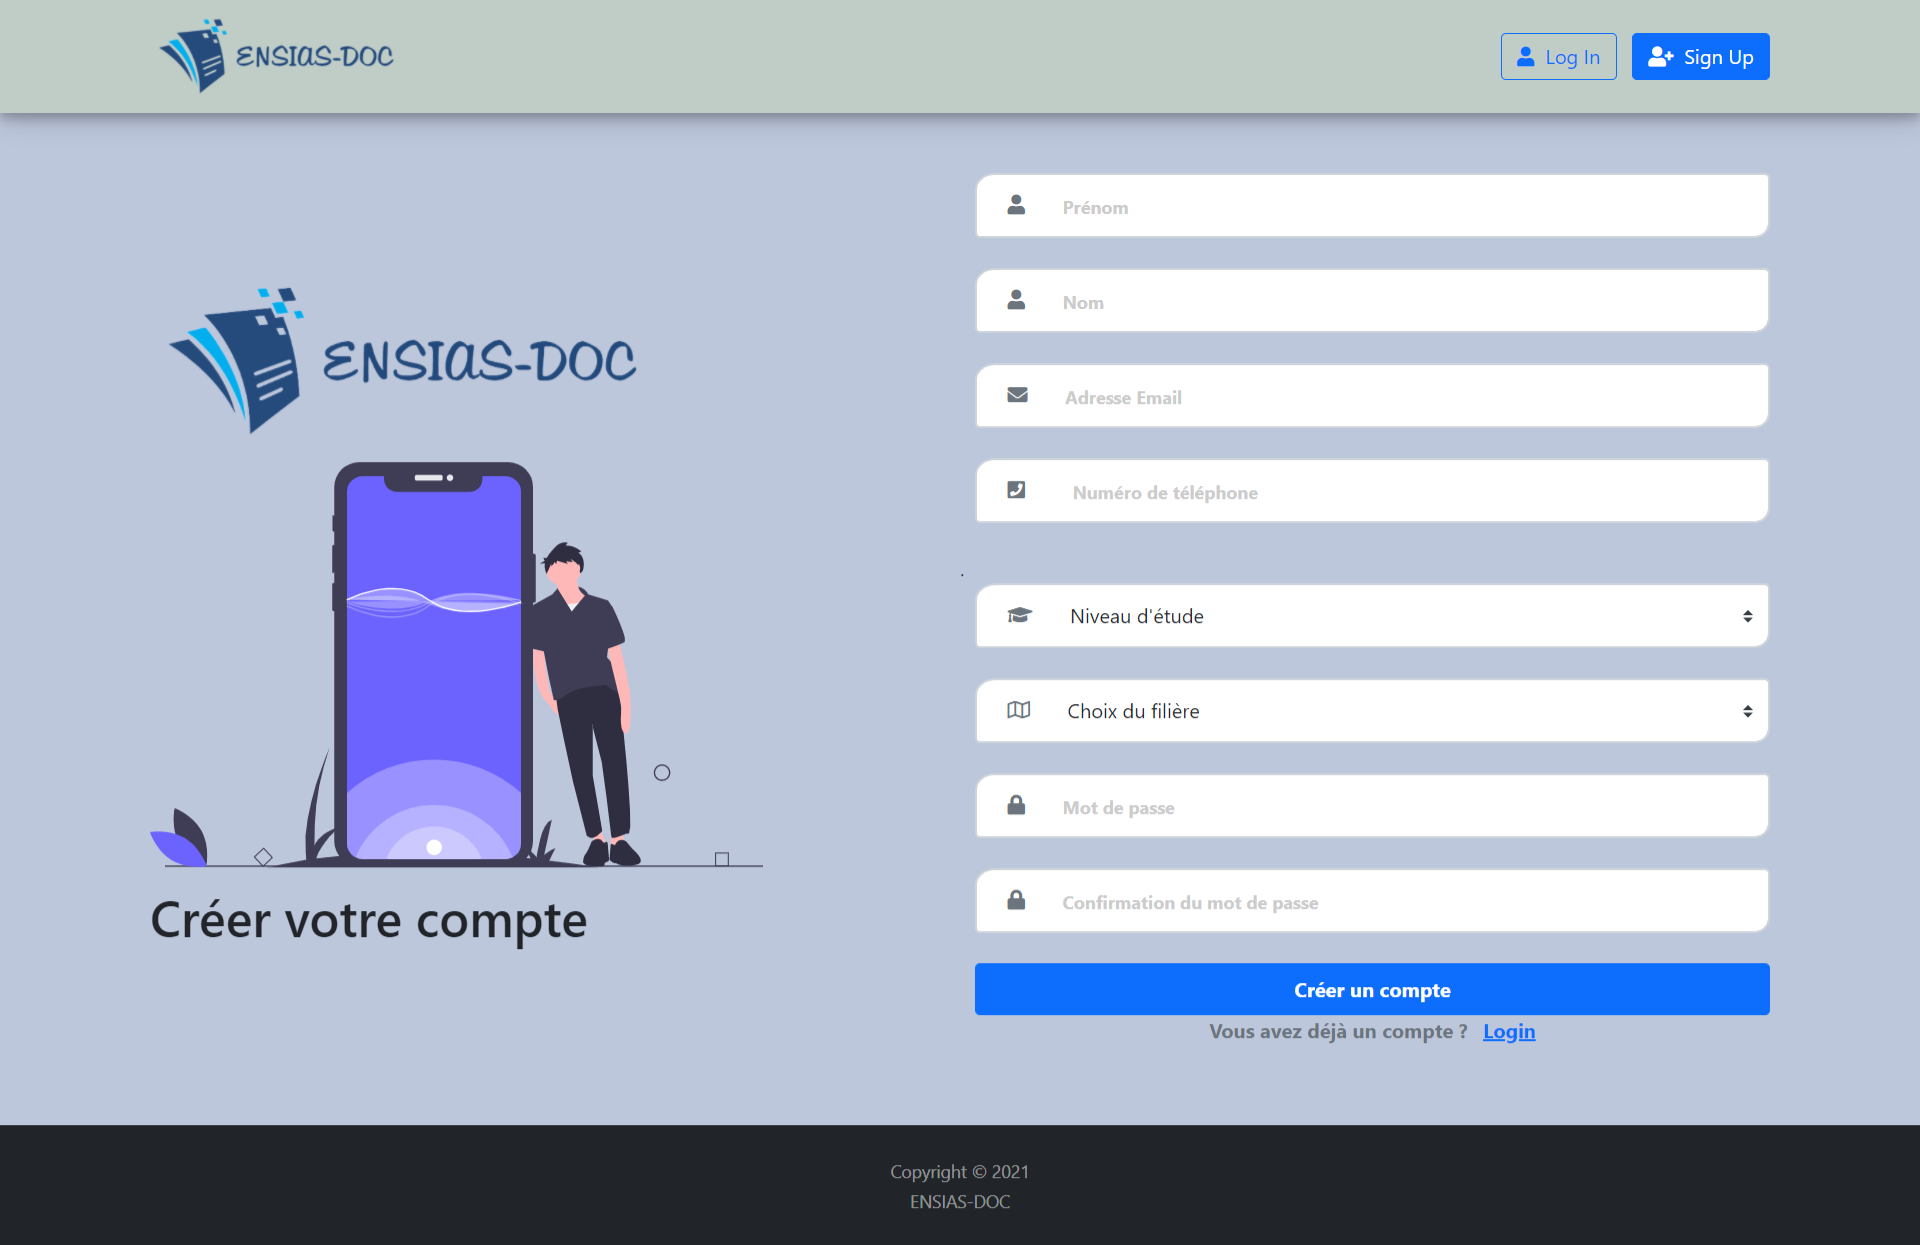 ENSIAS-DOC
Log In
Sign Up
Prénom
Nom
Adresse Email
Numéro de téléphone
.
Niveau d'étude
Choix du filière
Mot de passe
Confirmation du mot de passe
Créer un compte
Vous avez déjà un compte ? Login
ENSIAS-DOC
Créer votre compte
Copyright © 2021
ENSIAS-DOC